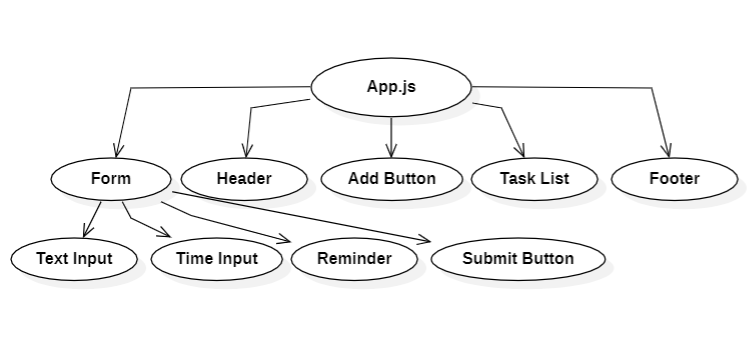 App.js
Form
Header
Add Button
Task List
Footer
Text Input
Time Input
Reminder
Submit Button